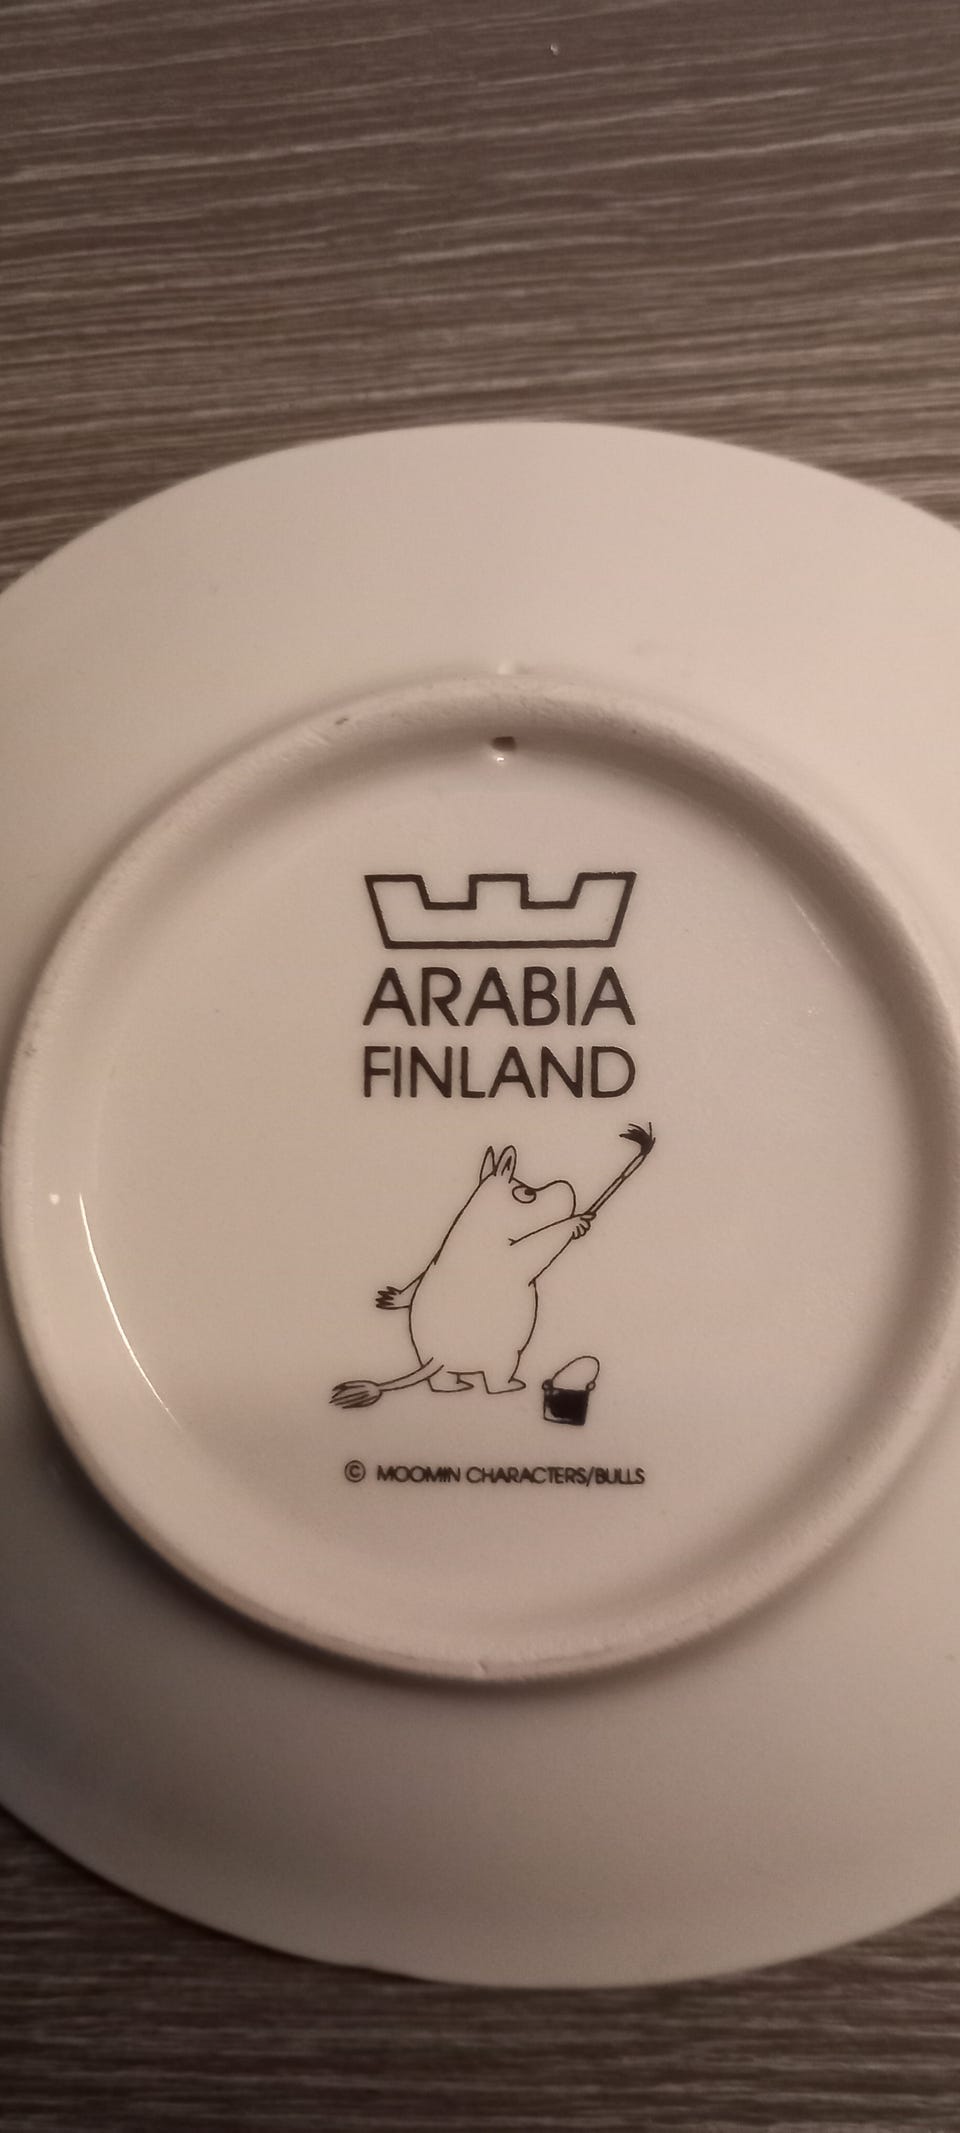 ARABIA
FINLAND
© MOOMIN CHARACTERS/BULLS